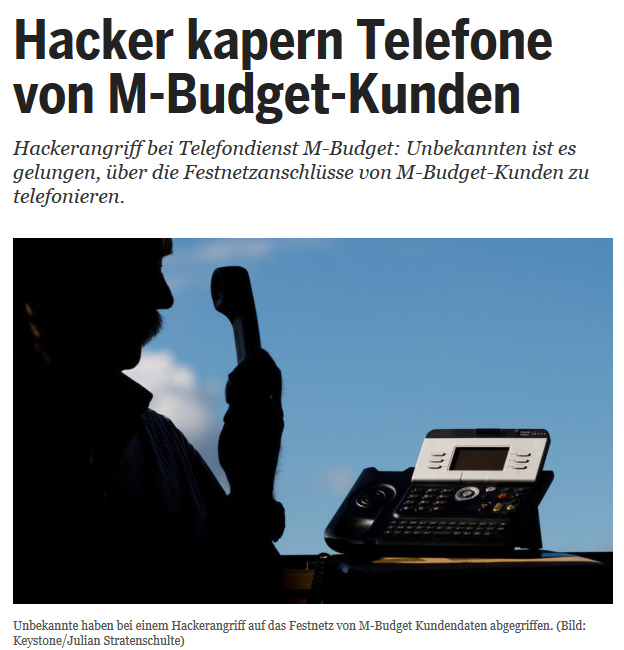 Hacker kapern Telefone
von M-Budget-Kunden
Hackerangriff bei Telefondienst M-Budget: Unbekannten ist es
gelungen, über die Festnetzanschlüsse von M-Budget-Kunden zu
telefonieren.
Unbekannte haben bei einem Hackerangriff auf das Festnetz von M-Budget Kundendaten abgegriffen. (Bild:
Keystone/Julian Stratenschulte)